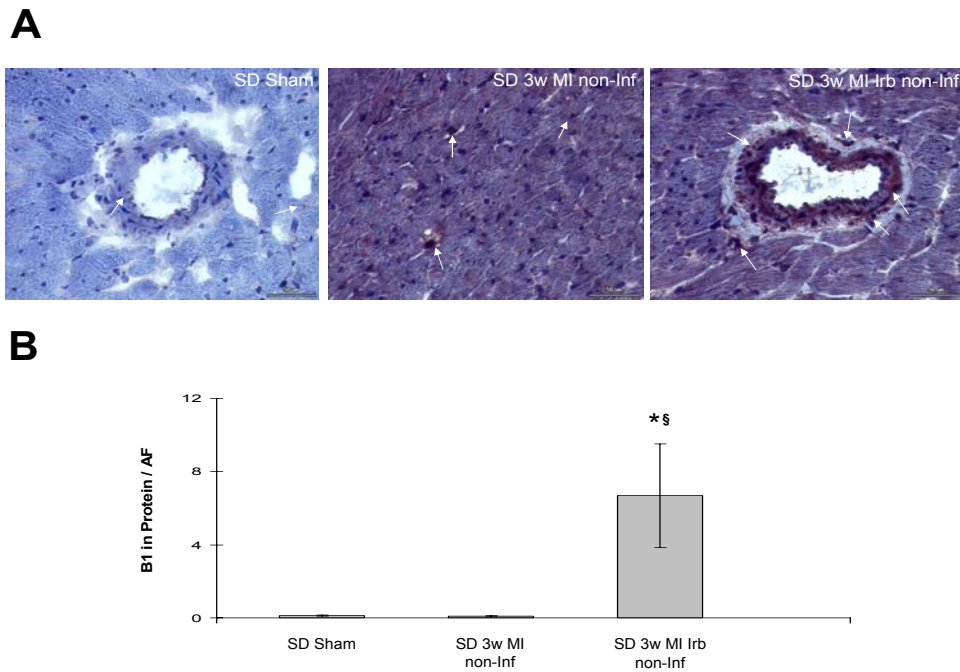 A
SD Sham
SD 3w MI non-Inf
SD 3w MI Irb non-Inf
B
B1 in Protein / AF
12
8
4
0
*§
SD Sham
SD 3w MI
non-Inf
SD 3w MI Irb
non-Inf